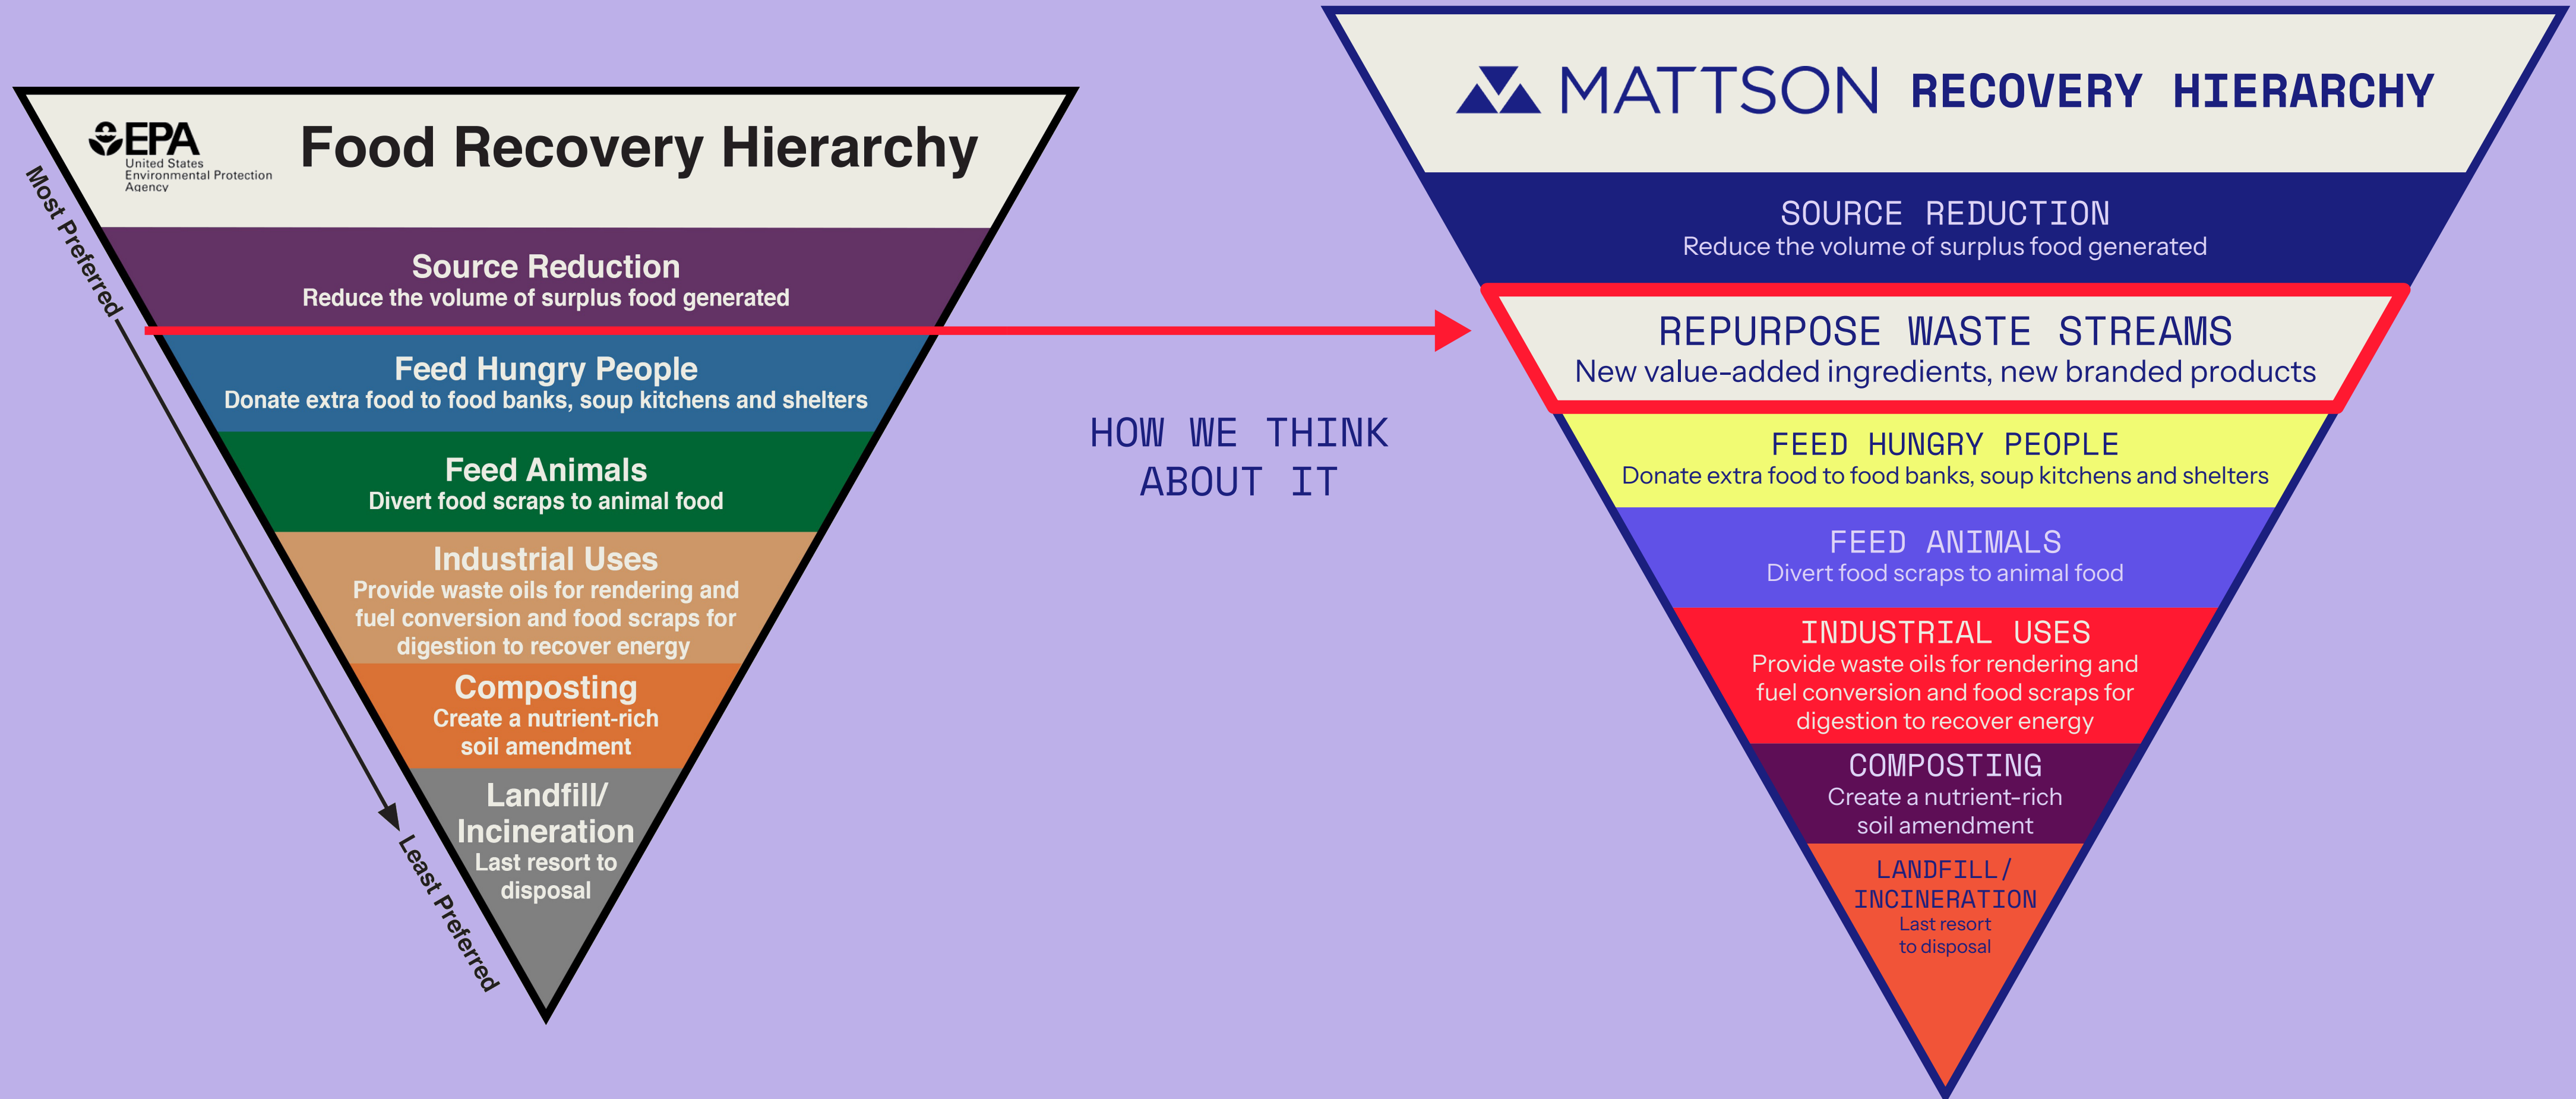 EPA
United States
Environmental Protection
Agency
Food Recovery Hierarchy
Most Preferred
Source Reduction
Reduce the volume of surplus food generated
Feed Hungry People
Donate extra food to food banks, soup kitchens and shelters
Feed Animals
Divert food scraps to animal food
Industrial Uses
Provide waste oils for rendering and
fuel conversion and food scraps for
digestion to recover energy
Composting
Create a nutrient-rich
soil amendment
Landfill/
Incineration
Last resort to
disposal
Least Preferred
HOW WE THINK
ABOUT IT
MATTSON RECOVERY HIERARCHY
SOURCE REDUCTION
Reduce the volume of surplus food generated
REPURPOSE WASTE STREAMS
New value-added ingredients, new branded products
FEED HUNGRY PEOPLE
Donate extra food to food banks, soup kitchens and shelters
FEED ANIMALS
Divert food scraps to animal food
INDUSTRIAL USES
Provide waste oils for rendering and
fuel conversion and food scraps for
digestion to recover energy
COMPOSTING
Create a nutrient-rich
soil amendment
LANDFILL/
INCINERATION
Last resort
to disposal